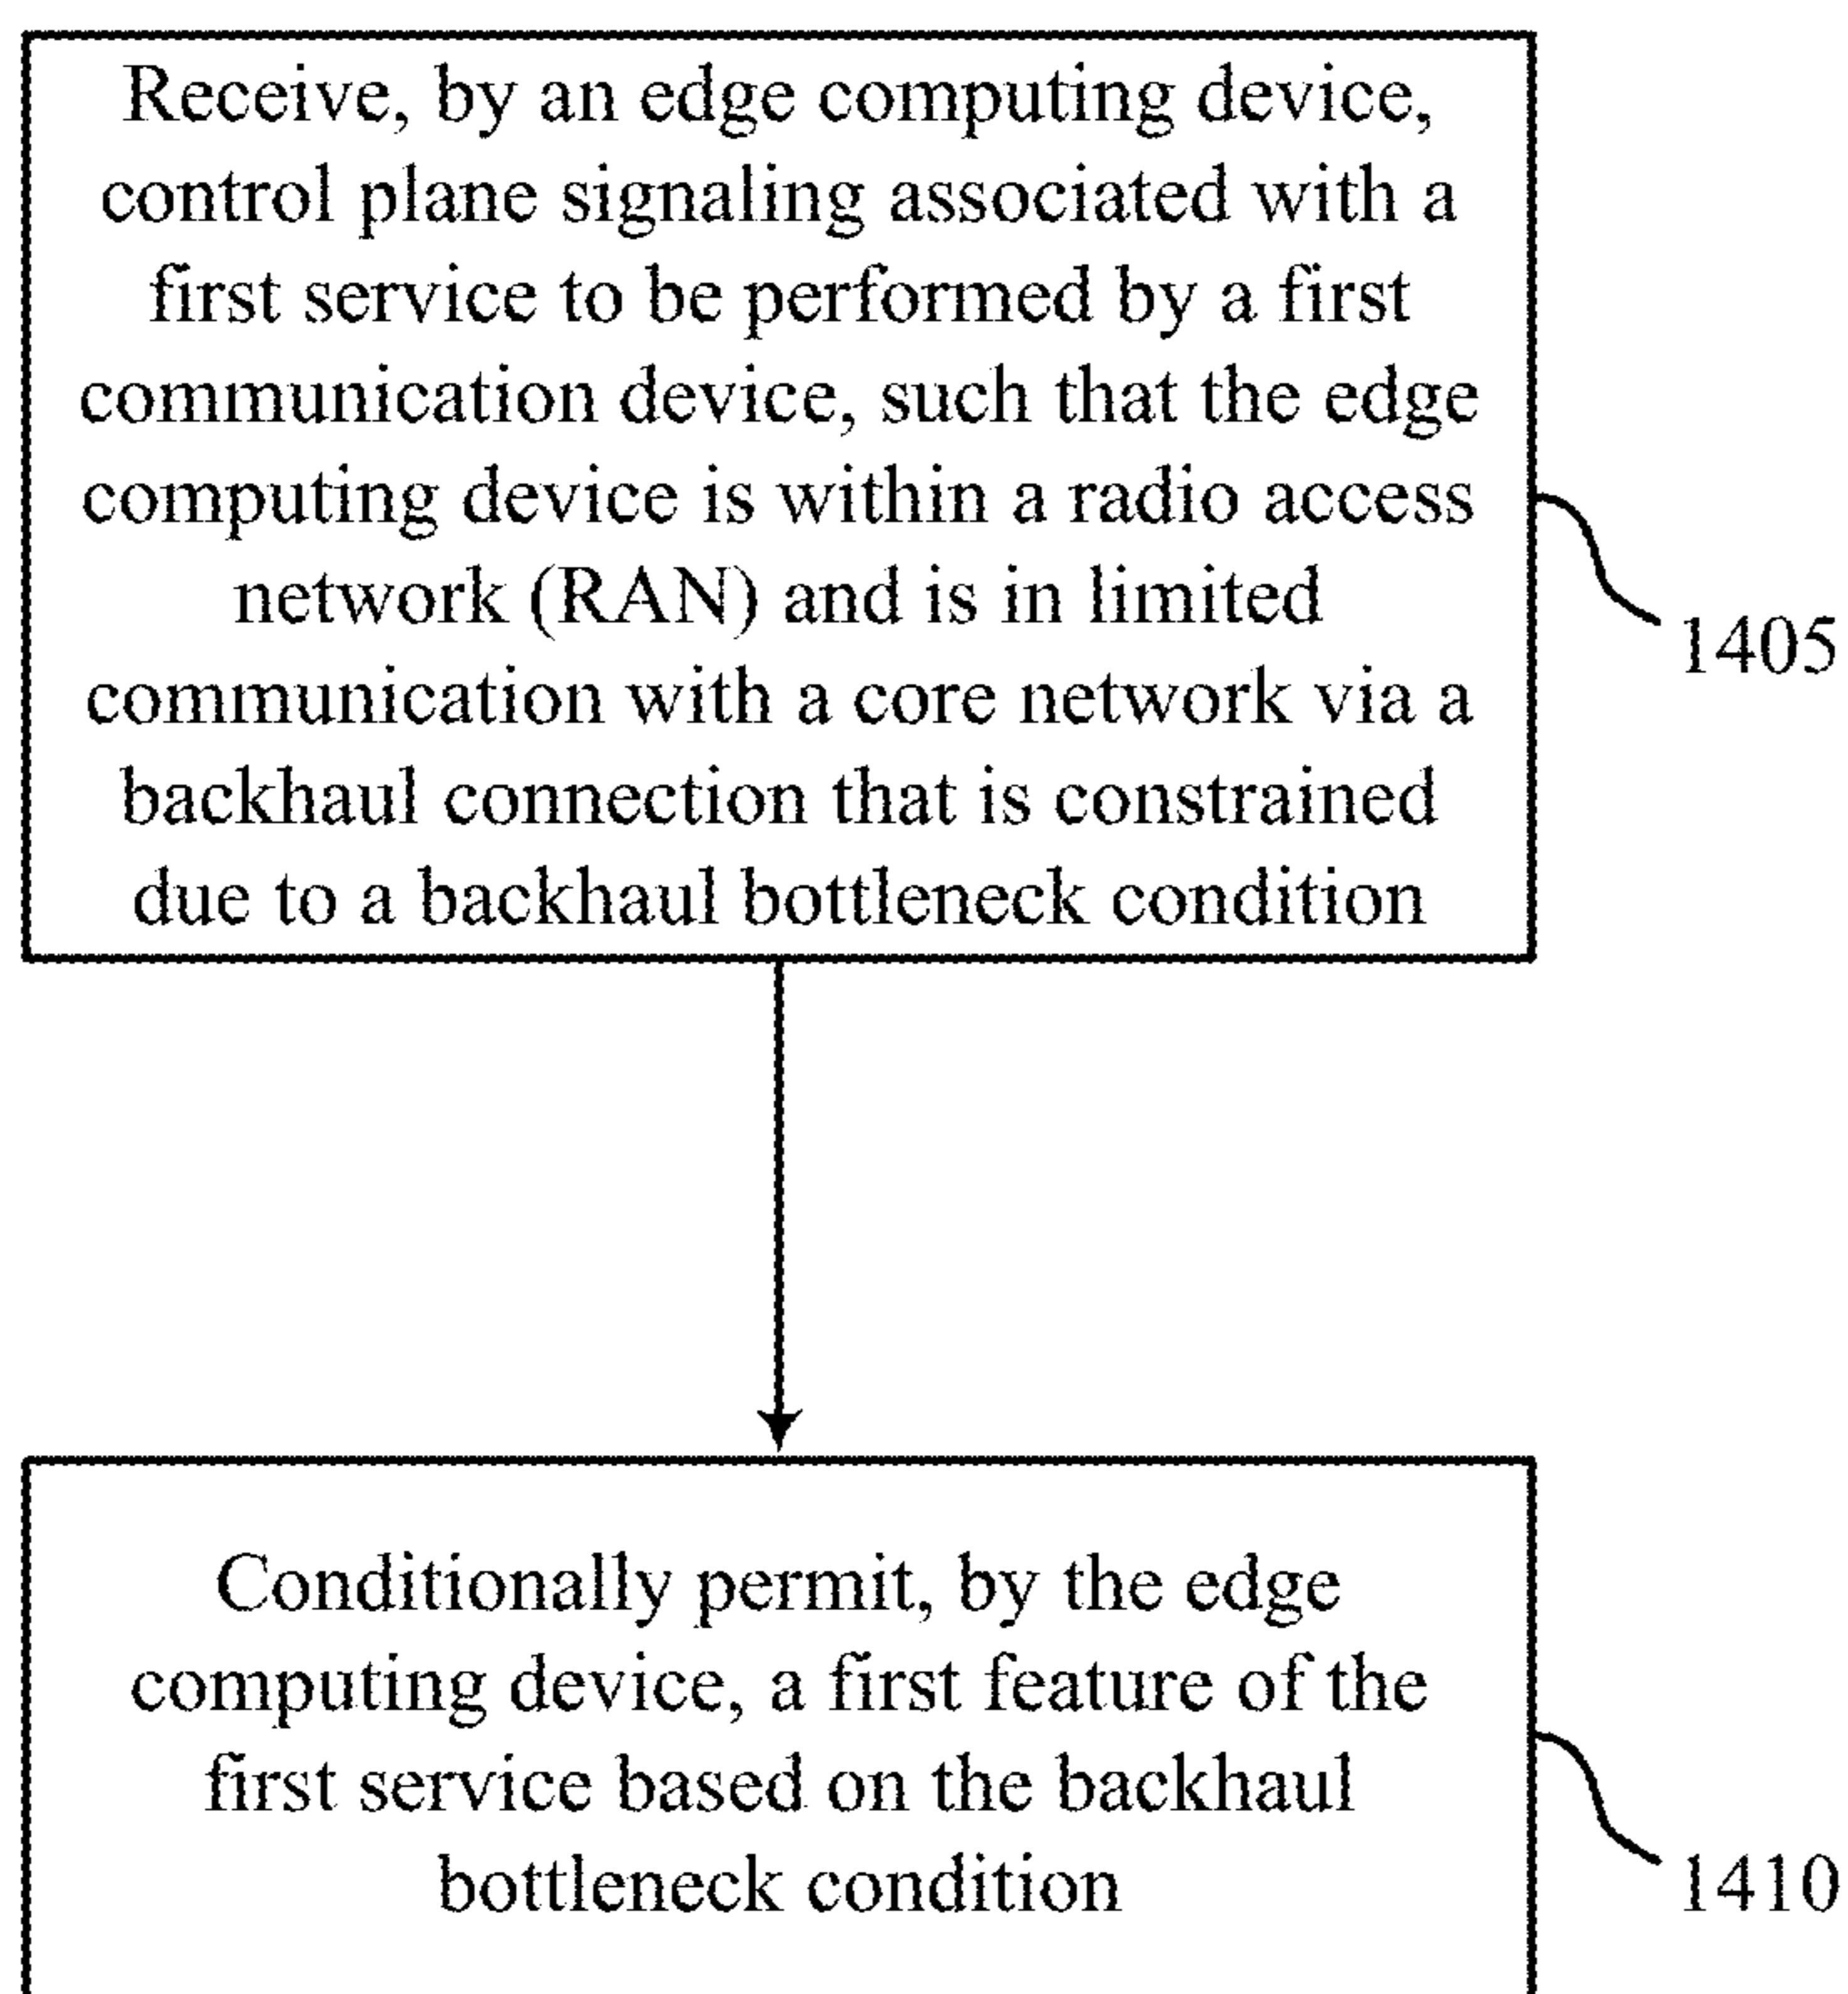 Receive, by an edge computing device,
control plane signaling associated with a
first service to be performed by a first
communication device, such that the edge
computing device is within a radio access
network (RAN) and is in limited
communication with a core network via a
backhaul connection that is constrained
due to a backhaul bottleneck condition
1405
Conditionally permit, by the edge
computing device, a first feature of the
first service based on the backhaul
bottleneck condition
1410